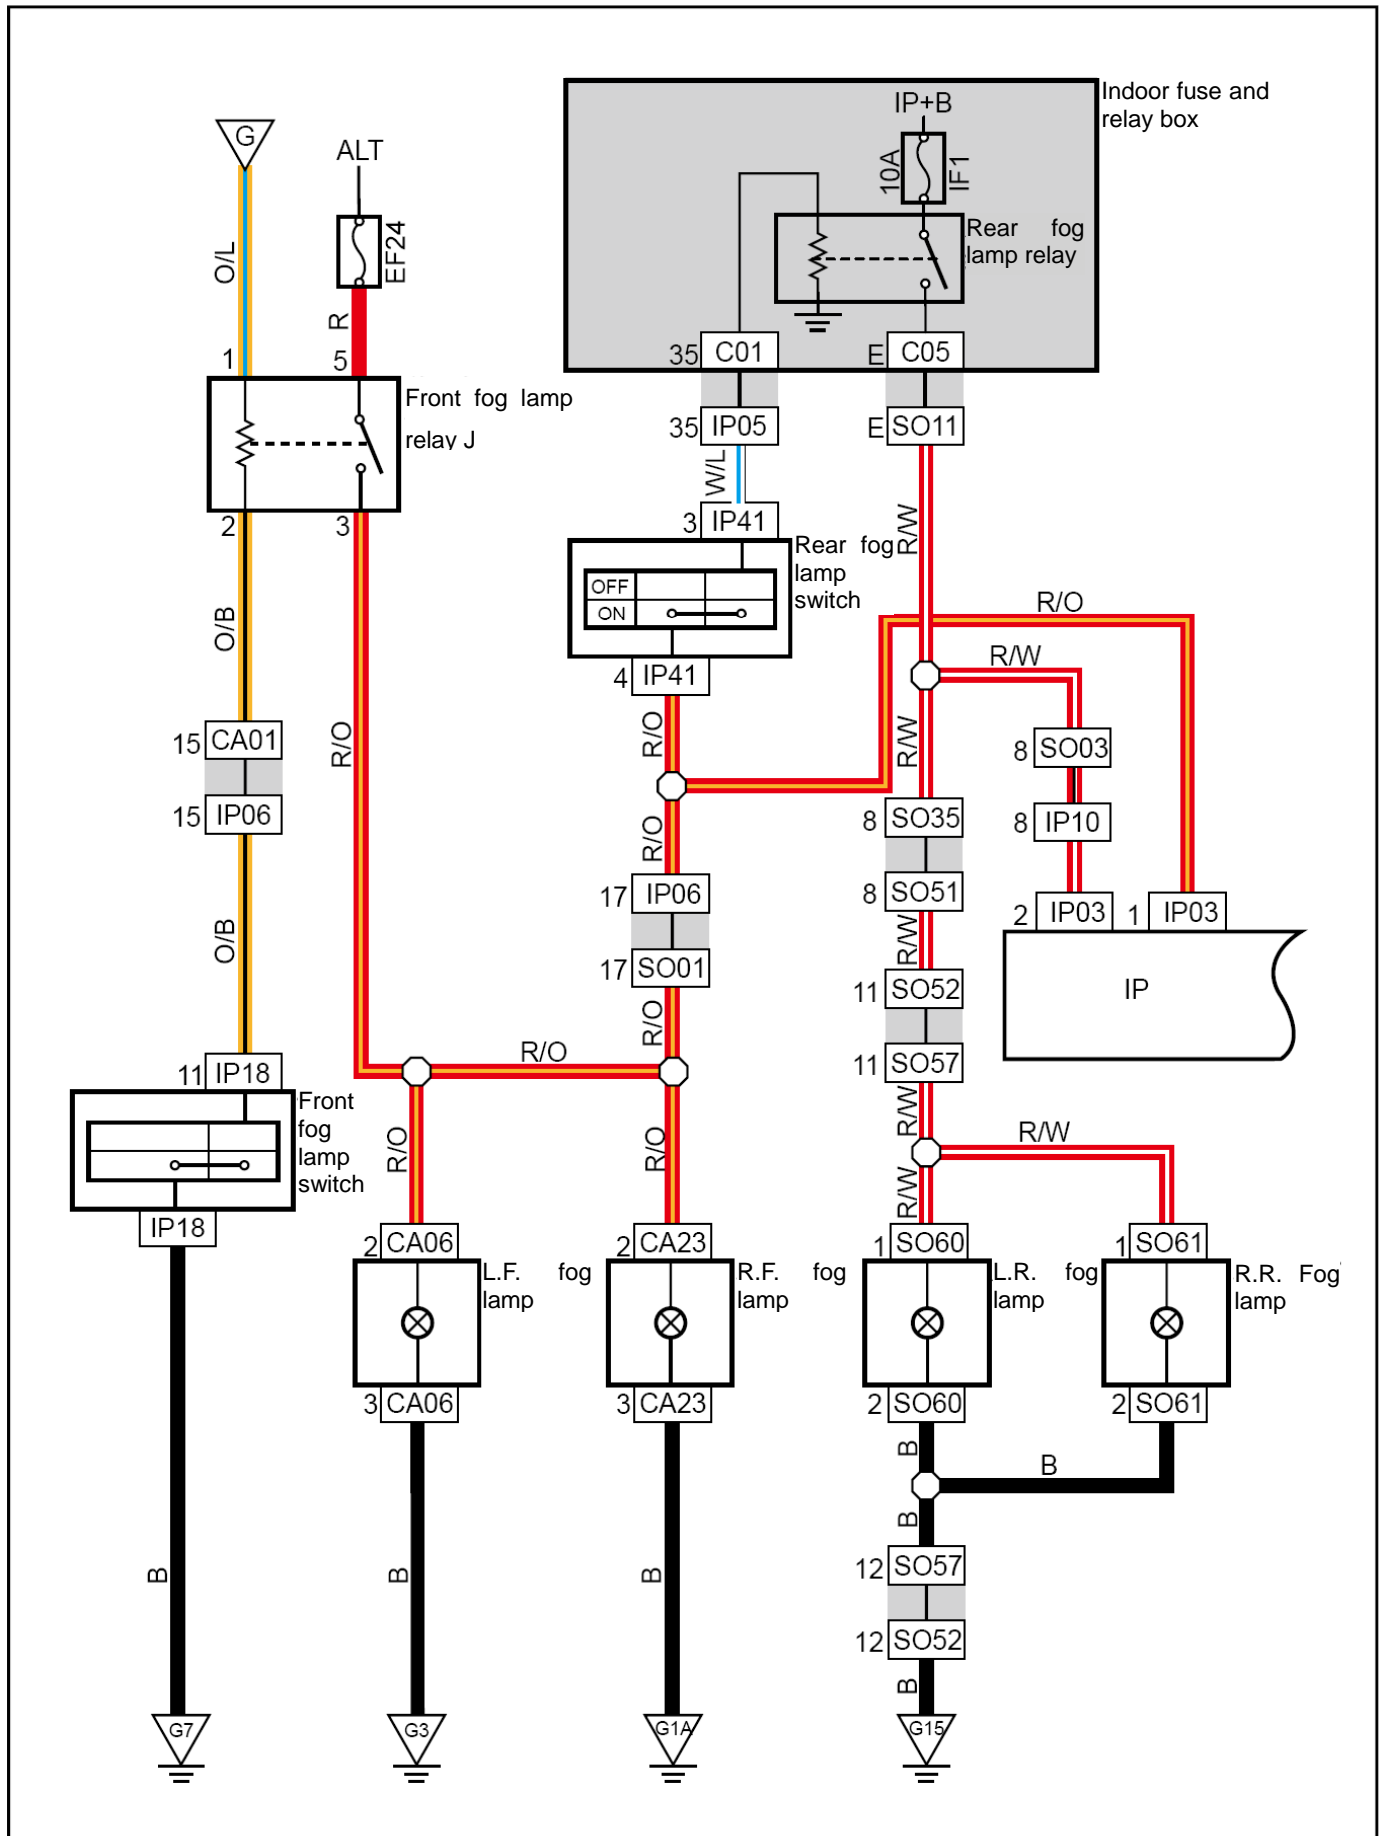 Indoor fuse and
relay box
IP+B
10A
IF1
Rear fog
lamp relay
G
ALT
O/L
EF24
R
1
5
35 C01
E C05
Front fog lamp
relay J
35 IP05
E SO11
W/L
R/W
2
3
3 IP41
Rear fog
lamp
switch
OFF
ON
4 IP41
R/O
R/W
O/B
R/O
R/O
R/W
15 CA01
15 IP06
8 SO03
8 IP10
8 SO35
8 SO51
R/O
17 IP06
17 SO01
2 IP03
1 IP03
IP
O/B
R/W
11 SO52
11 SO57
R/O
R/O
11 IP18
Front
fog
lamp
switch
IP18
R/W
R/W
R/O
R/O
R/W
2 CA06
2 CA23
1 SO60
1 SO61
L.F. fog
lamp
R.F. fog
lamp
L.R. fog
lamp
R.R. Fog
lamp
3 CA06
3 CA23
2 SO60
2 SO61
B
B
B
12 SO57
12 SO52
B
B
B
B
G7
G3
G1A
G15